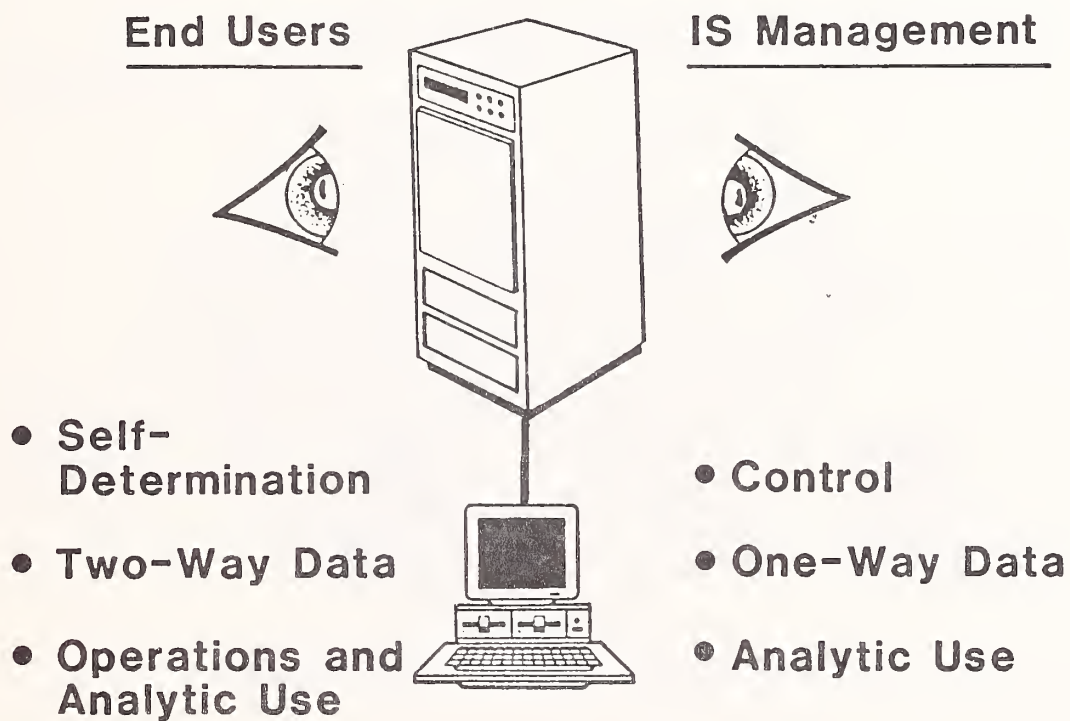 End Users
IS Management
• Self-
Determination
• Two-Way Data
• Operations and
Analytic Use
• Control
• One-Way Data
• Analytic Use